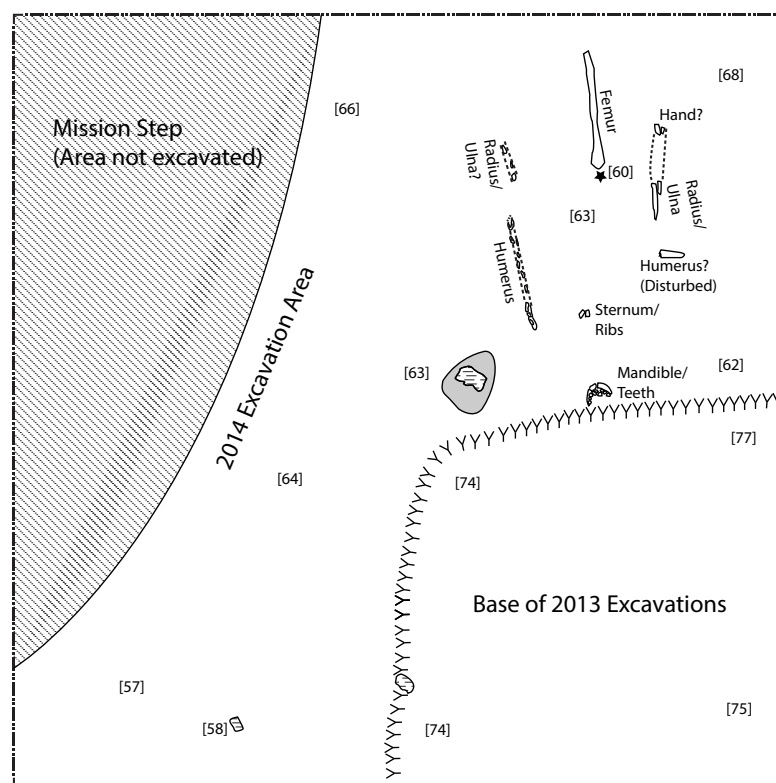 [68]
[66]
Femur
Hand?
Mission Step
(Area not excavated)
Radius/
Ulna?
[60]
Radius/
Ulna
[63]
Humerus
Humerus?
(Disturbed)
2014 Excavation Area
Sternum/
Ribs
[63]
[62]
Mandible/
Teeth
[77]
[64]
[74]
Base of 2013 Excavations
[57]
[58]
[74]
[75]